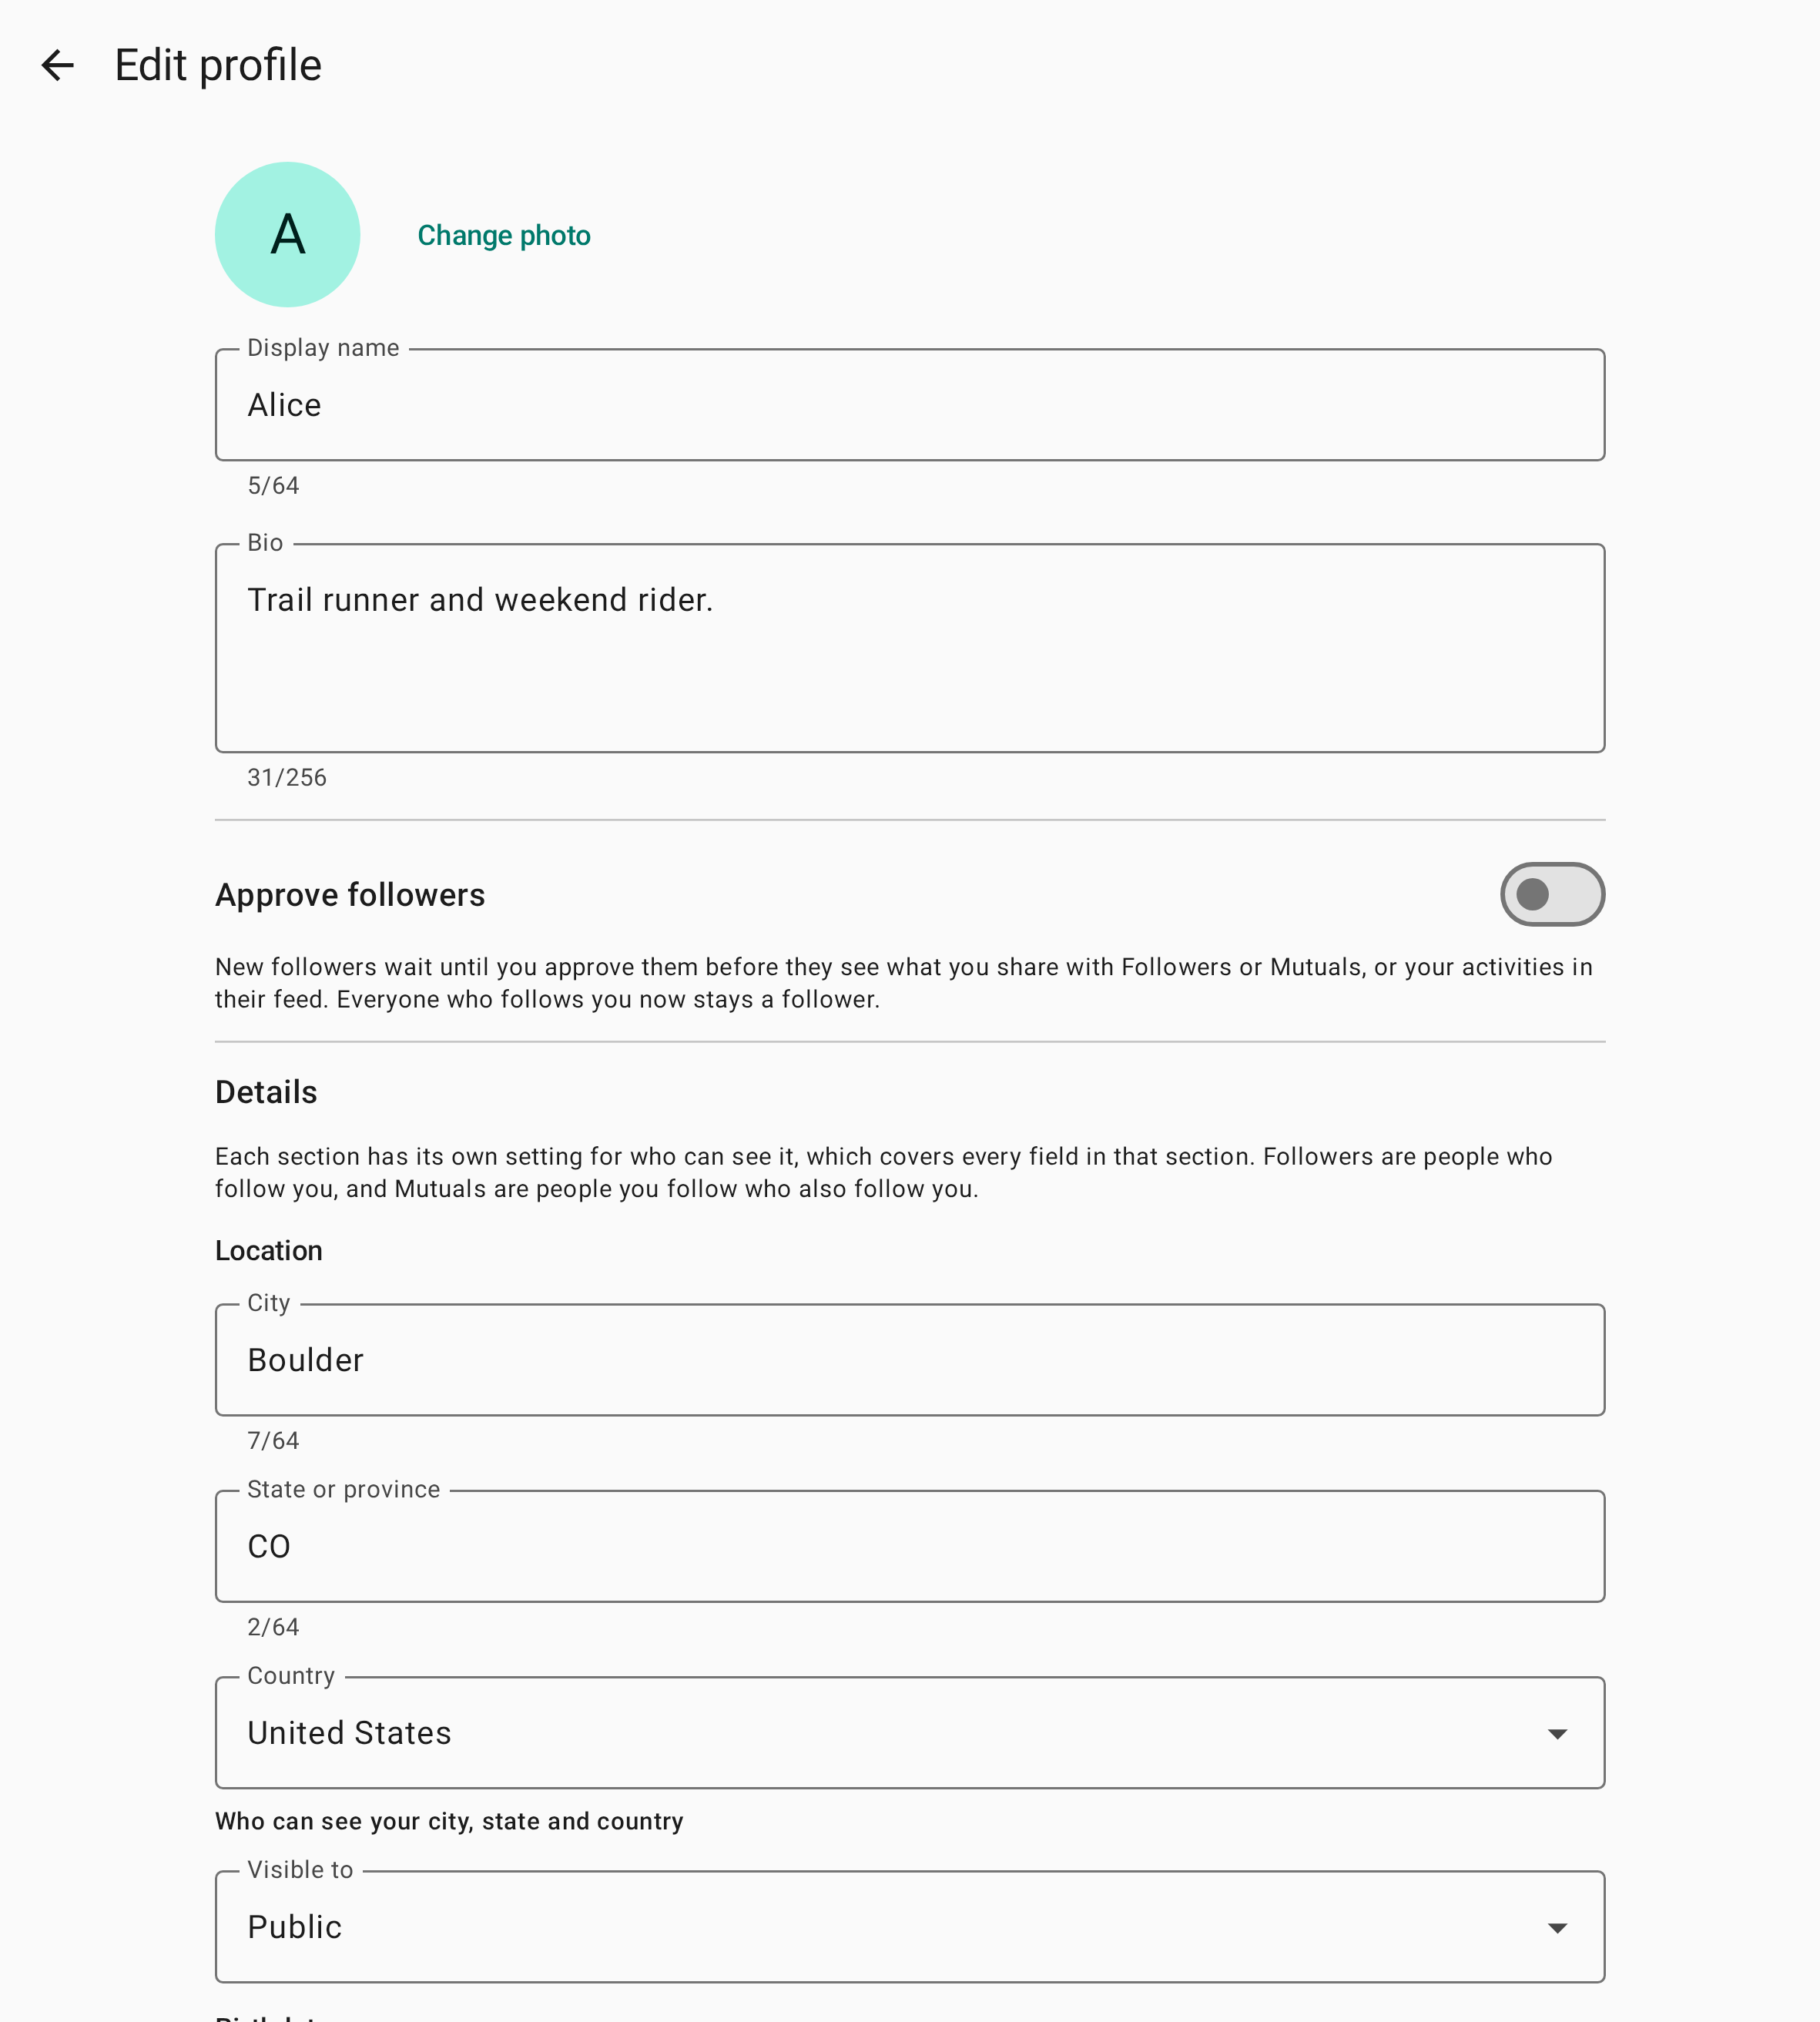 Edit profile
A
Change photo
Display name
Alice
5/64
Bio
Trail runner and weekend rider.
31/256
Approve followers
New followers wait until you approve them before they see what you share with Followers or Mutuals, or your activities in
their feed. Everyone who follows you now stays a follower.
Details
Each section has its own setting for who can see it, which covers every field in that section. Followers are people who
follow you, and Mutuals are people you follow who also follow you.
Location
City
Boulder
7/64
State or province
CO
2/64
Country
United States
Who can see your city, state and country
Visible to
Public